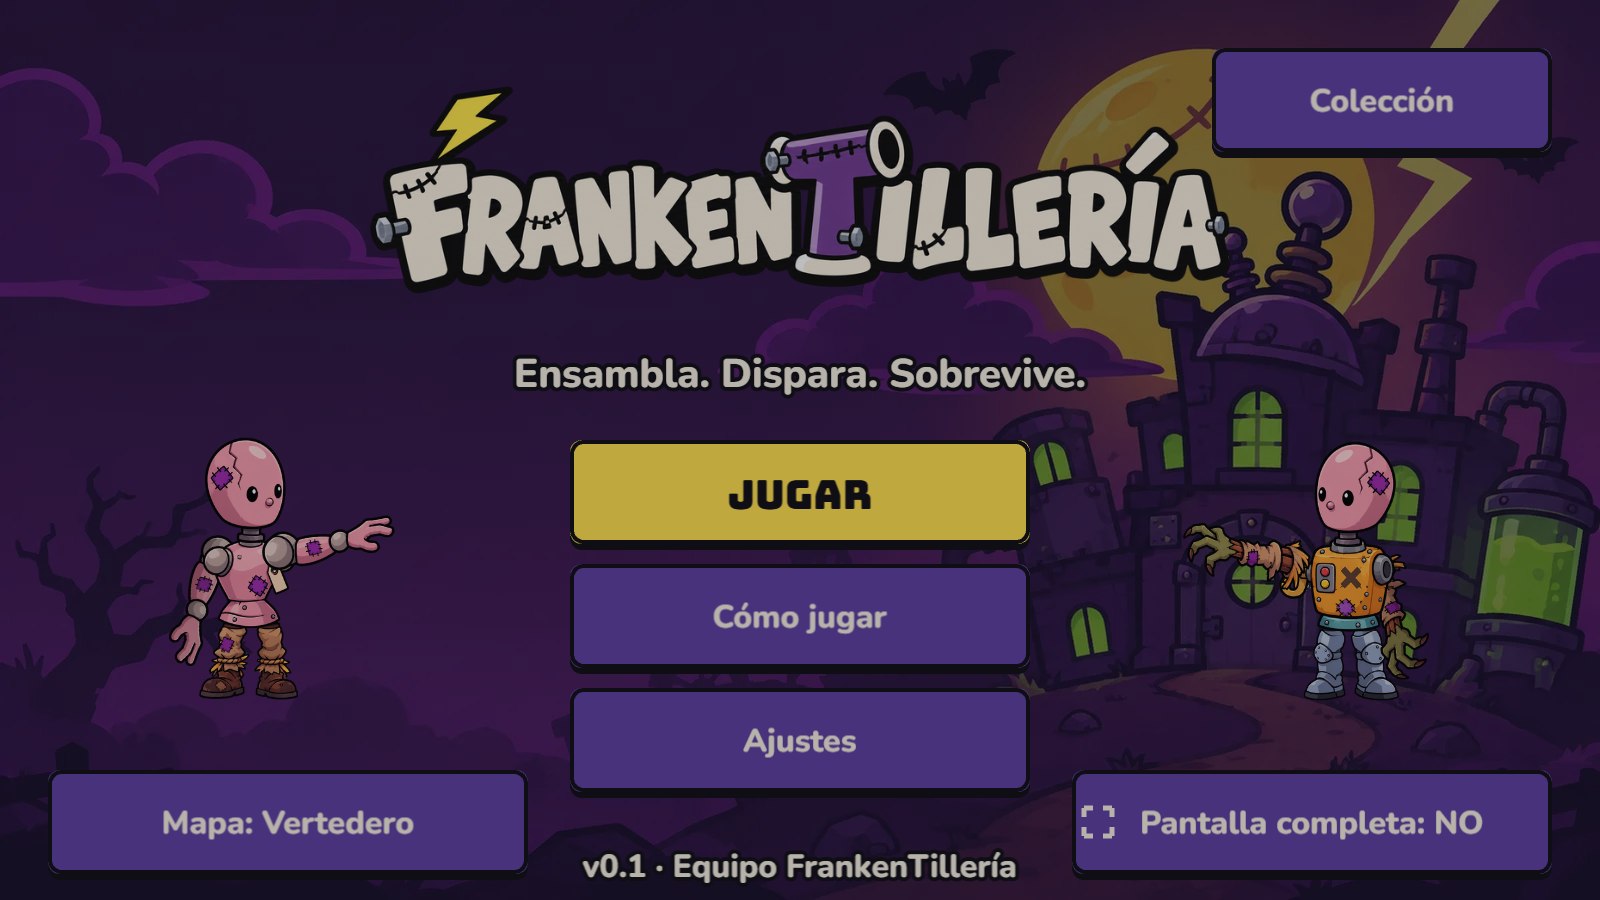 Colección
FRANKENTILLERÍA
Ensambla. Dispara. Sobrevive.
JUGAR
Cómo jugar
Ajustes
Mapa: Vertedero
Pantalla completa: NO
v0.1 · Equipo FrankenTillería